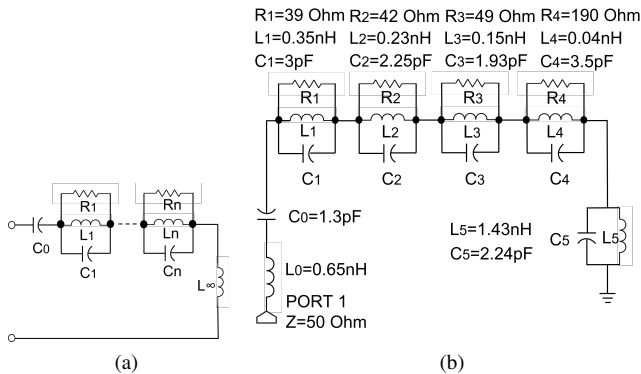 R1=39 Ohm R2=42 Ohm R3=49 Ohm R4=190 Ohm
L1=0.35nH L2=0.23nH L3=0.15nH L4=0.04nH
C1=3pF C2=2.25pF C3=1.93pF C4=3.5pF
R1 R2 R3 R4
L1 L2 L3 L4
C1 C2 C3 C4
R1 Rn
L1 Ln
C0 C1 Cn
L∞
C0=1.3pF
L0=0.65nH
PORT 1
Z=50 Ohm
L5=1.43nH
C5=2.24pF
C5 L5
(a) (b)